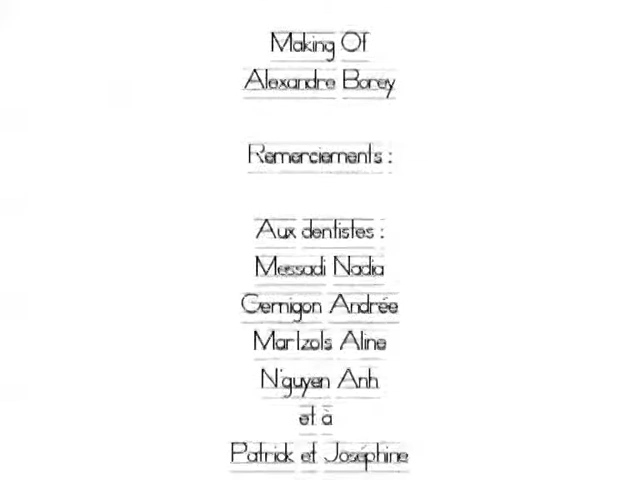 Making Of
Alexandre Borey
Remerciements :
Aux dentistes :
Messadi Nadia
Gernigon Andrée
Martzols Aline
N'guyen Anh
et à
Patrick et Joséphine